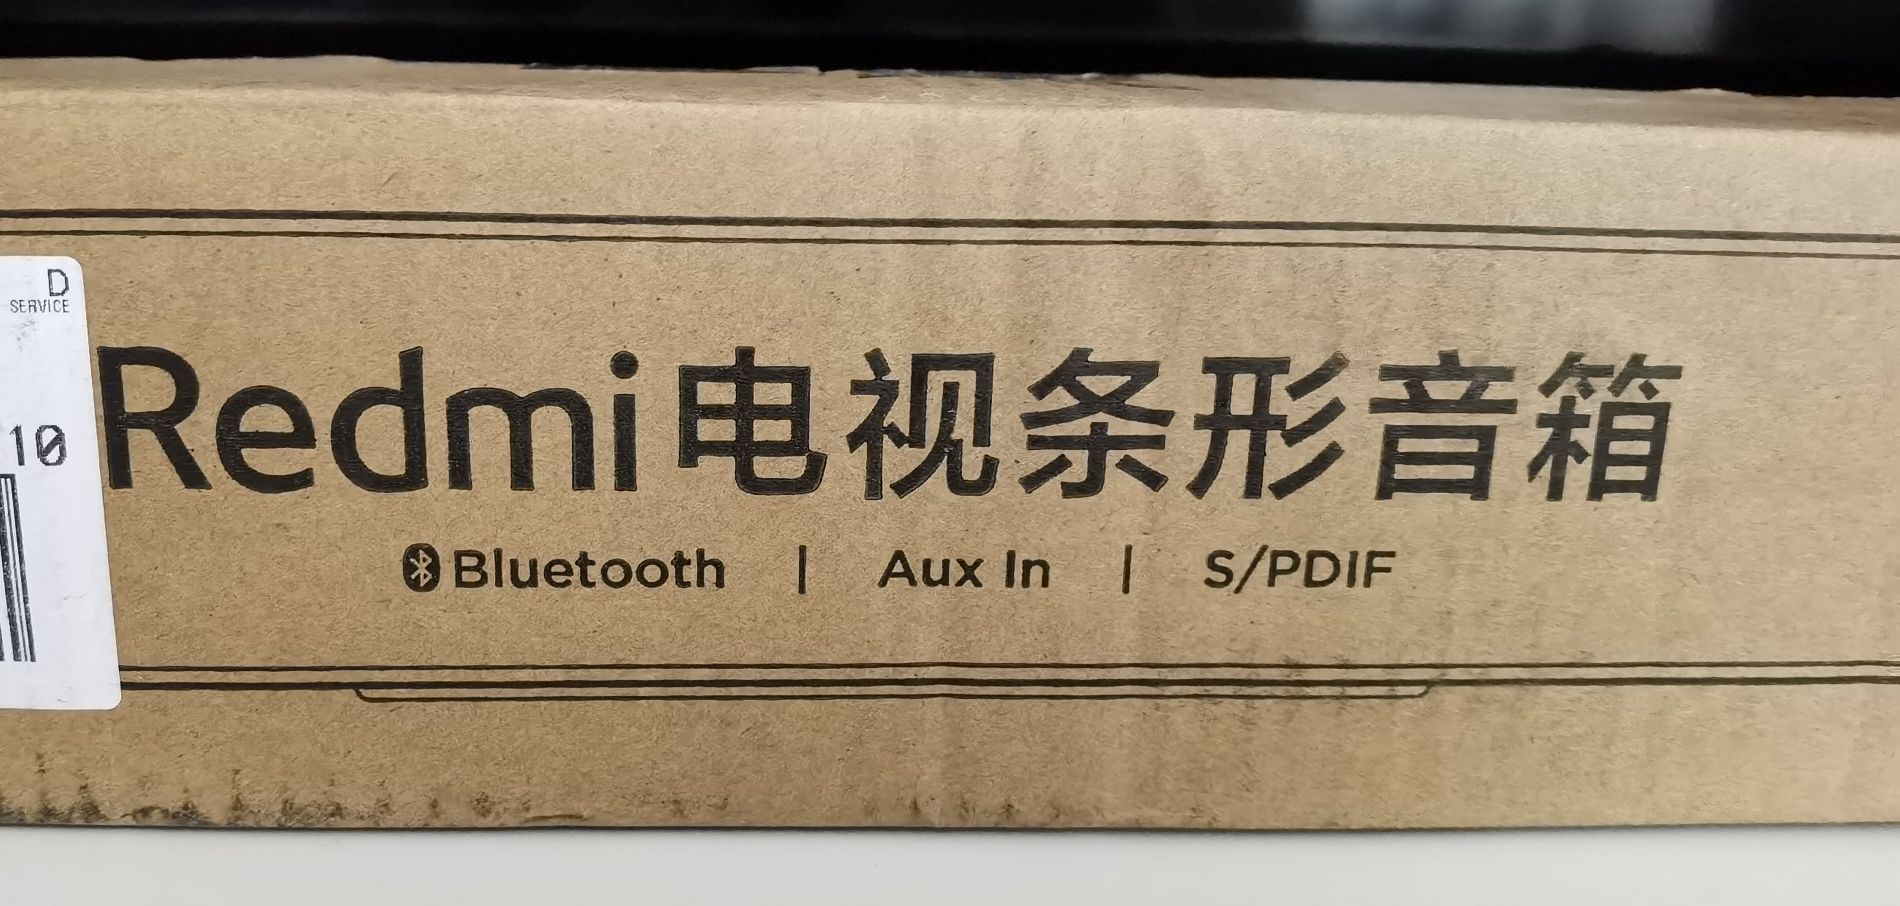 D
SERVICE
10
Redmi电视条形音箱
Bluetooth | Aux In | S/PDIF